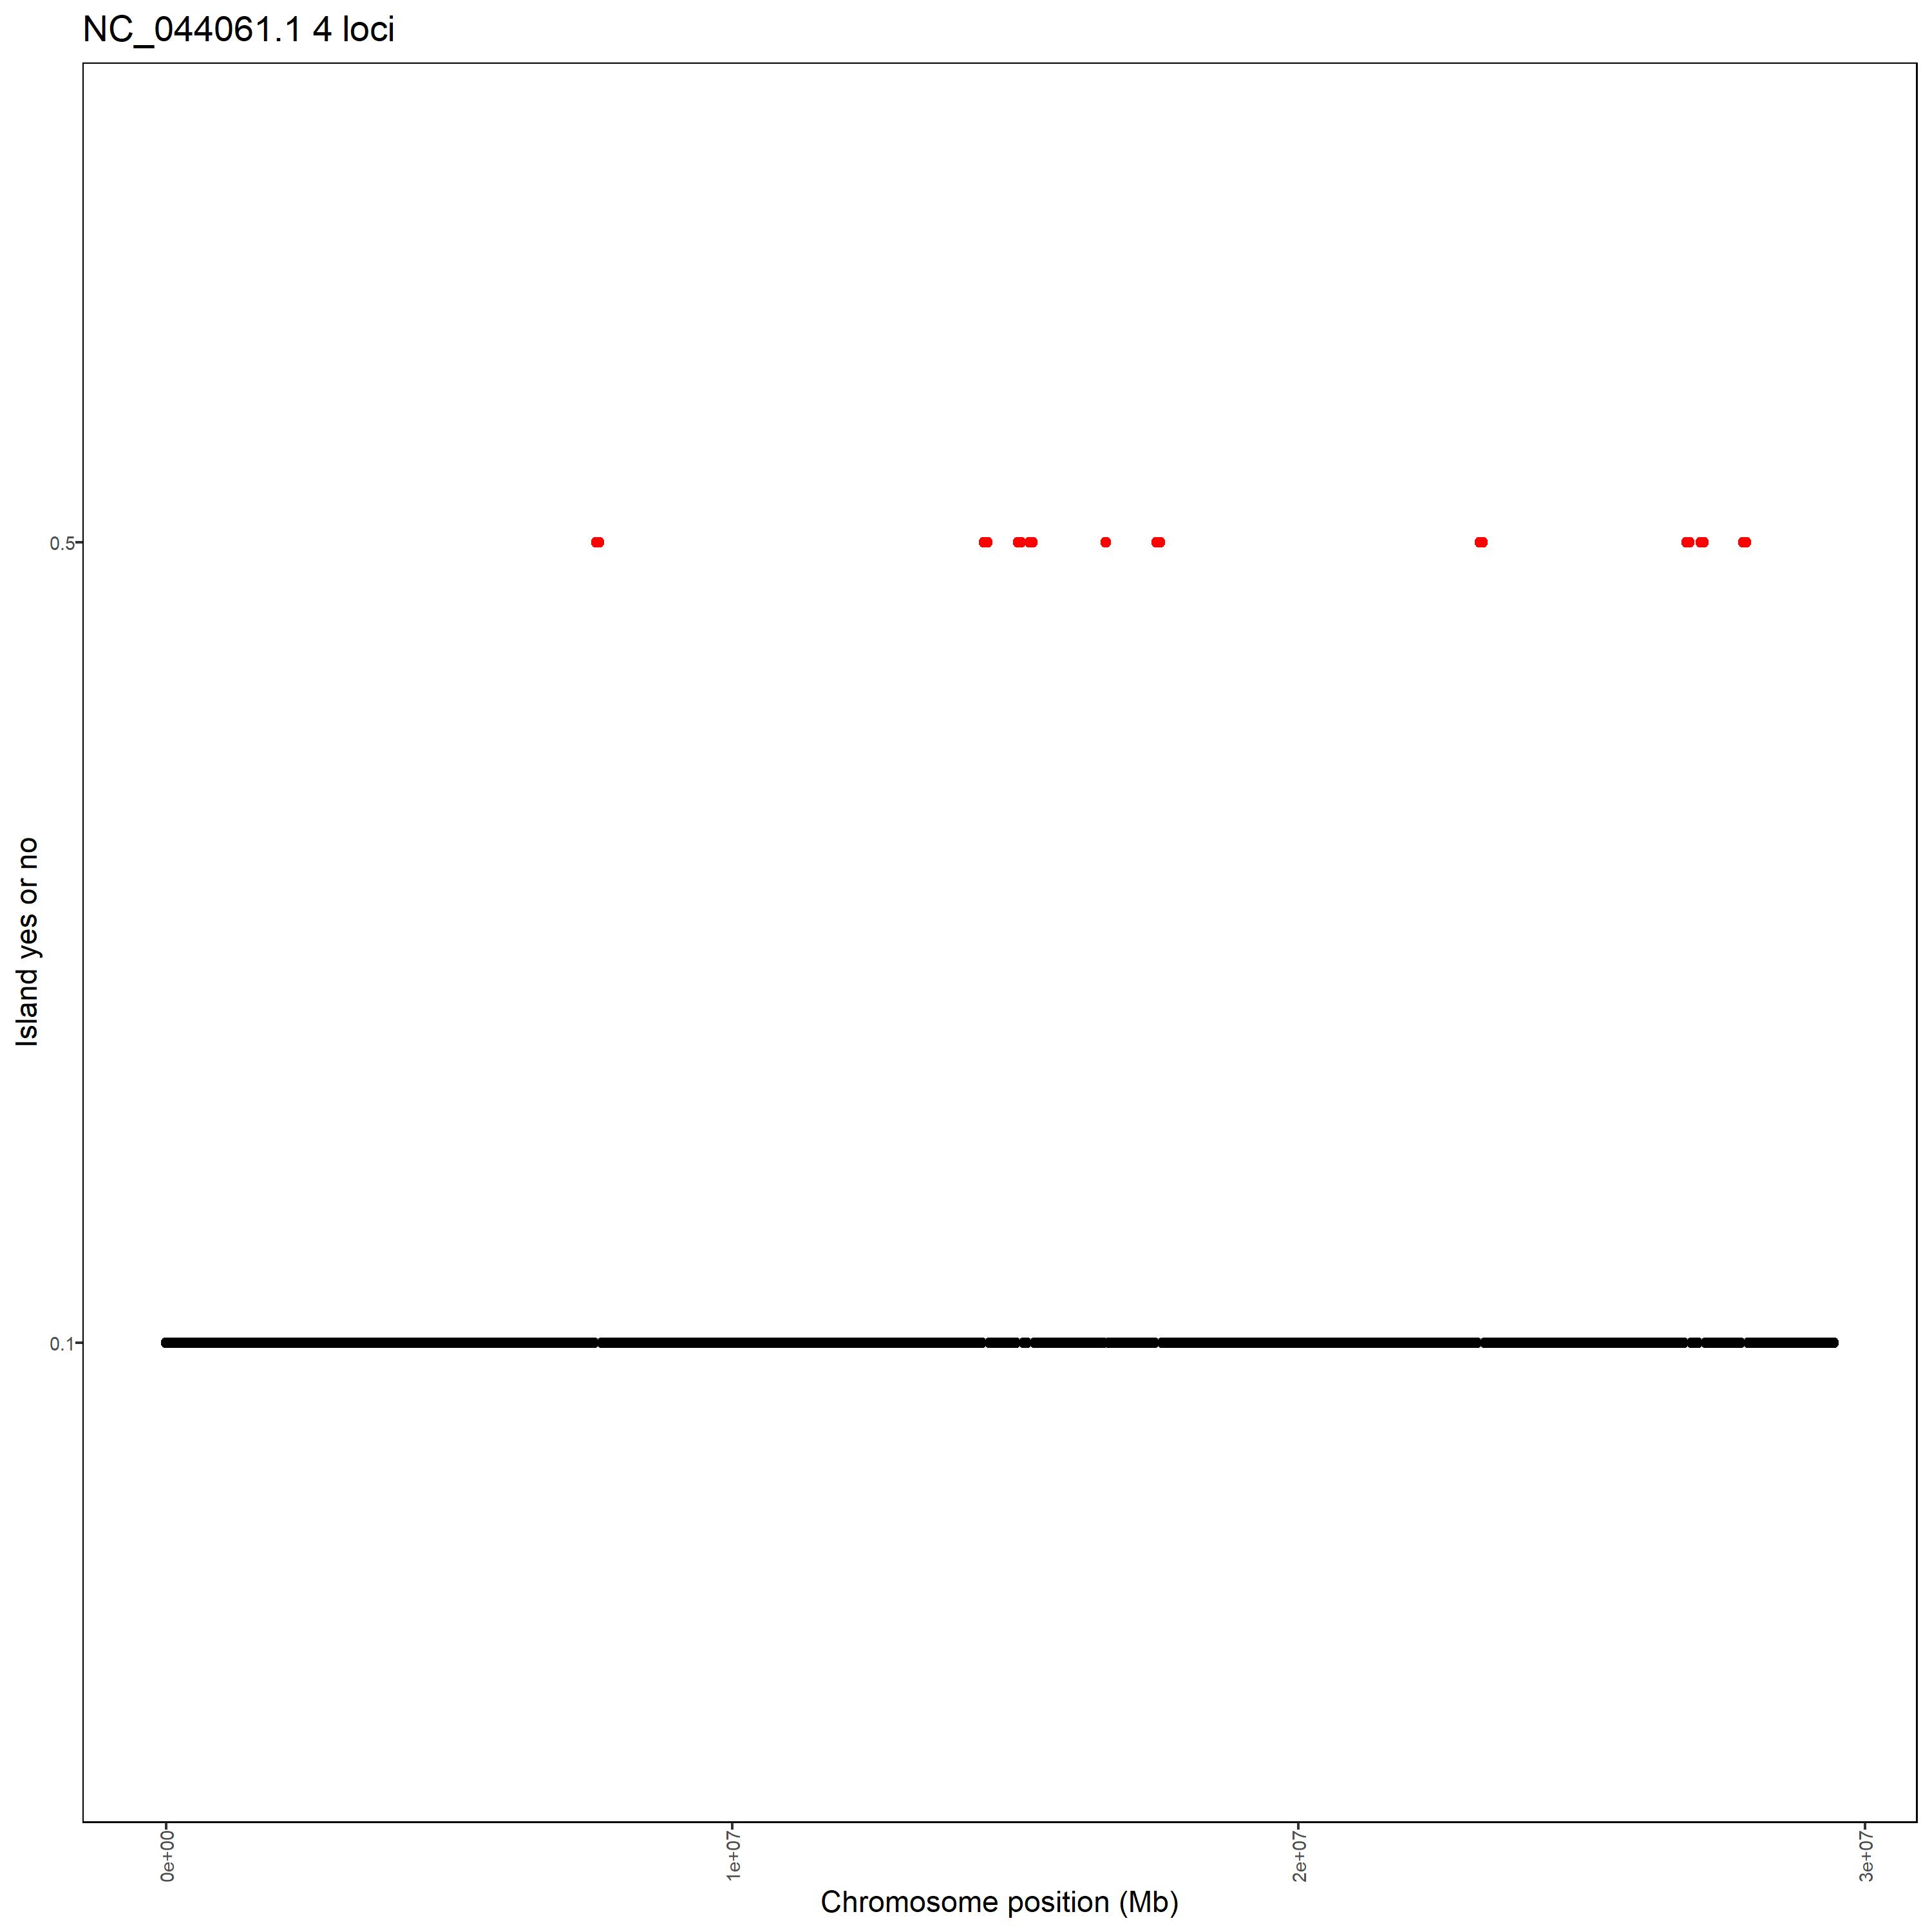 NC_044061.1 4 loci
Island yes or no
0.5
0.1
0e+00
1e+07
2e+07
3e+07
Chromosome position (Mb)